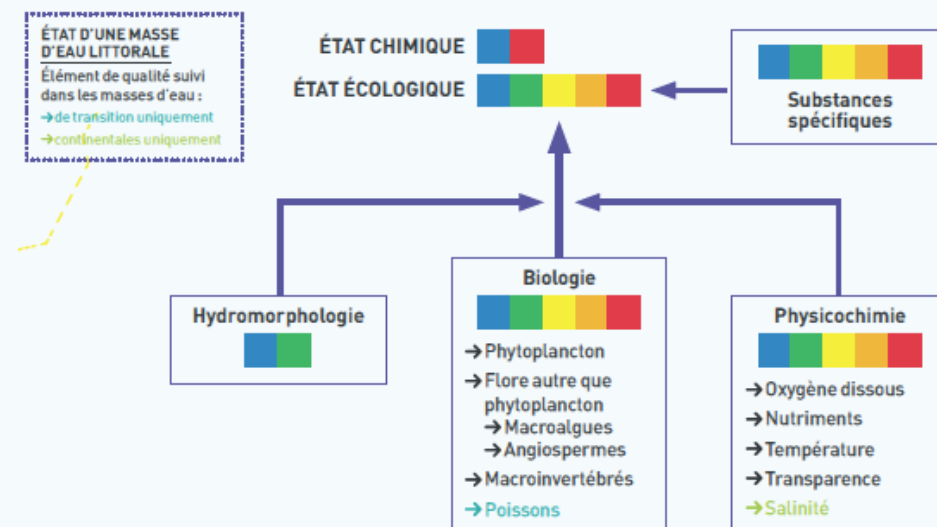 ÉTAT D'UNE MASSE
D'EAU LITTORALE
Élément de qualité suivi
dans les masses d'eau :
→de transition uniquement
→continentales uniquement
ÉTAT CHIMIQUE
ÉTAT ÉCOLOGIQUE
Substances
spécifiques
Hydromorphologie
Biologie
→Phytoplancton
→Flore autre que
phytoplancton
→Macroalgues
→Angiospermes
→Macroinvertébrés
→Poissons
Physicochimie
→Oxygène dissous
→Nutriments
→Température
→Transparence
→Salinité